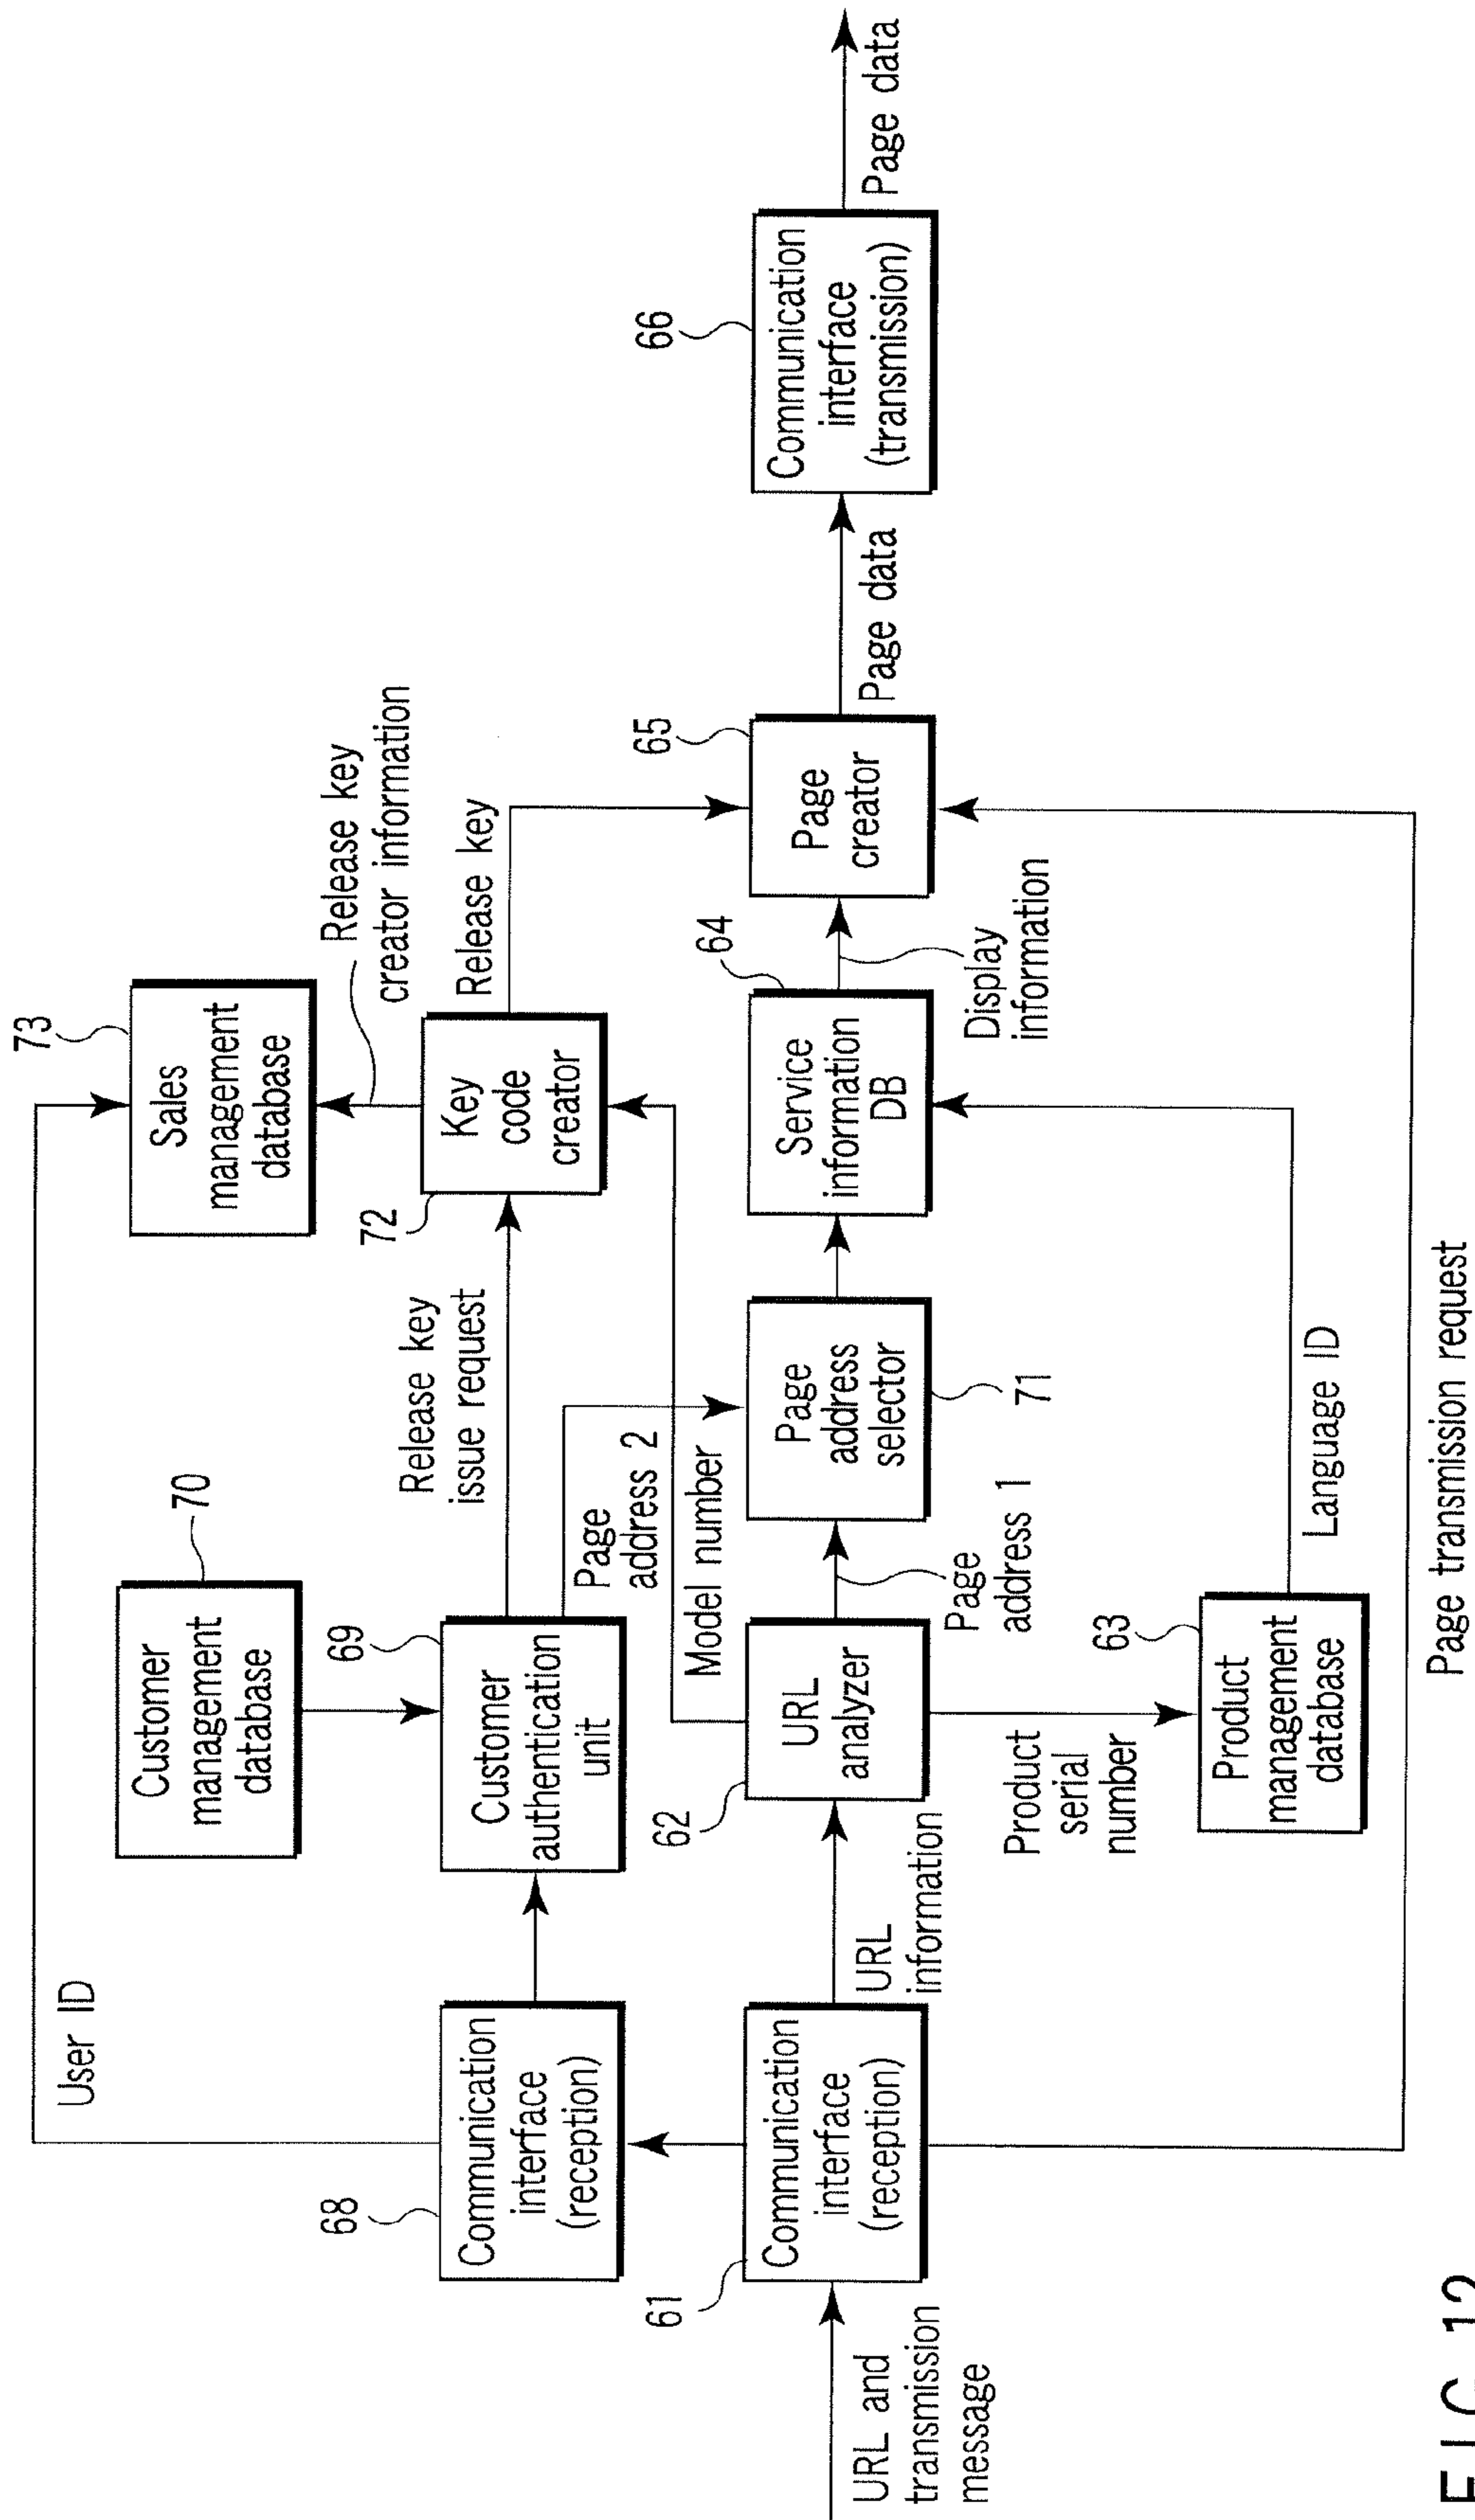 73
User ID
Sales
management
database
Customer
management
database
70
Release key
creator information
68
Communication
interface
(reception)
69
Customer
authentication
unit
Release key
issue request
72
Key
code
creator
Release key
Page
address 2
Model number
61
Communication
interface
(reception)
URL and
transmission
message
URL
information
62
URL
analyzer
Page
address 1
Page
address
selector
71
64
Service
information
DB
Display
information
65
Page
creator
Page data
66
Communication
interface
(transmission)
Page data
Product
serial
number
63
Product
management
database
Language ID
Page transmission request
FIG. 12